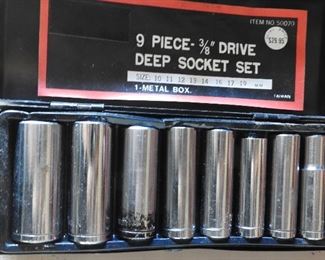 ITEM NO 50070
$29.95
9 PIECE- 3/8" DRIVE
DEEP SOCKET SET
SIZE: 10 11 12 13 14 16 17 19 MM
1-METAL BOX.
TAIWAN